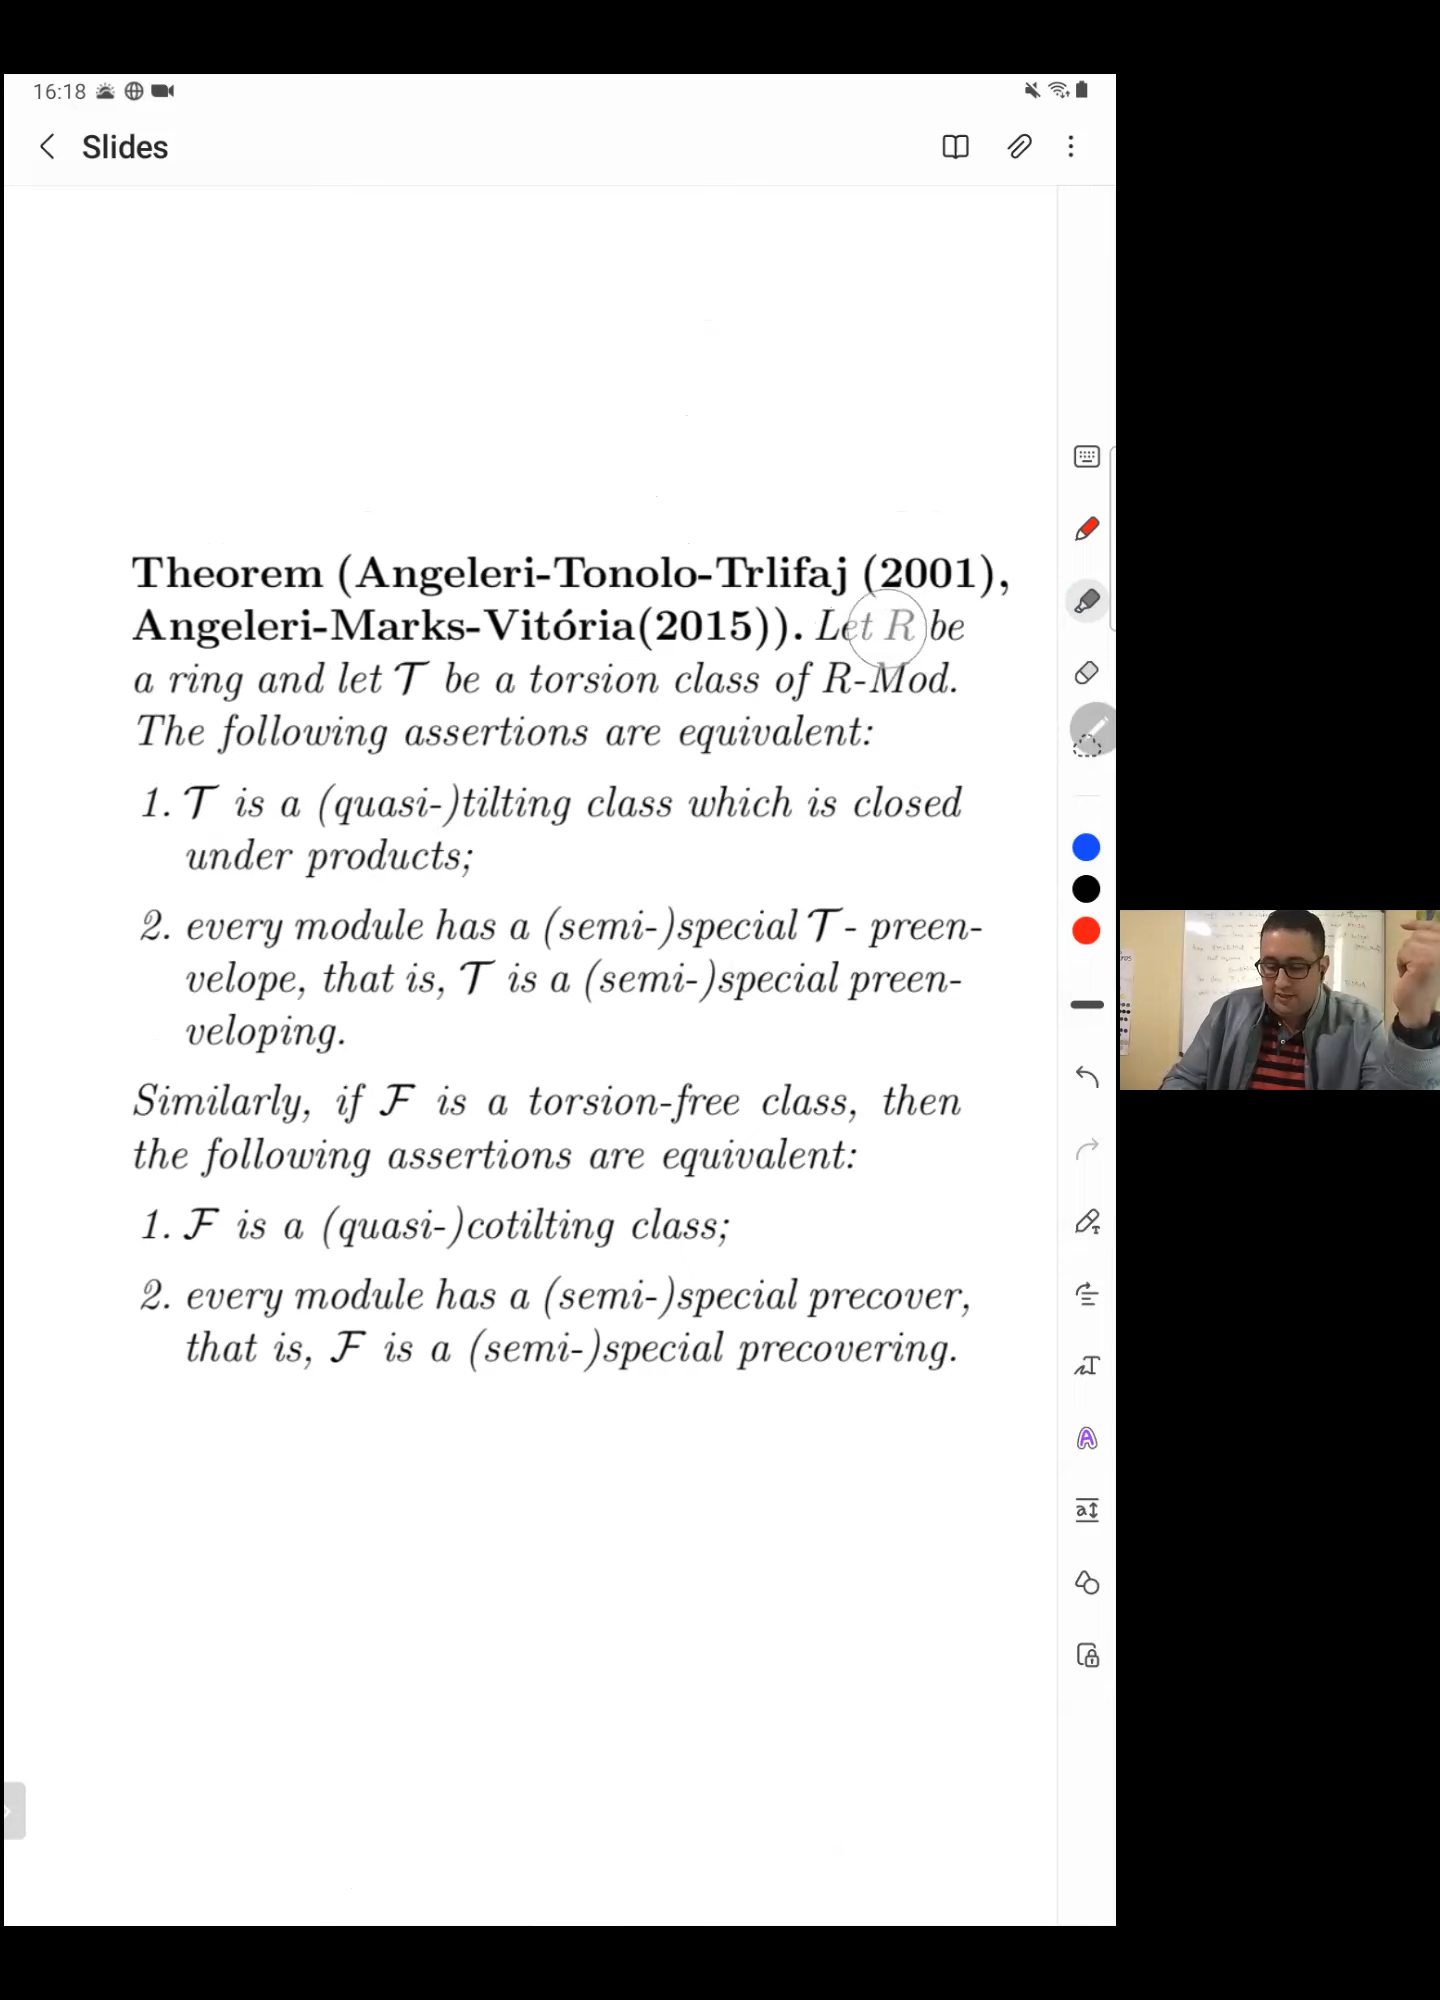 16:18
Slides
Theorem (Angeleri-Tonolo-Trlifaj (2001),
Angeleri-Marks-Vitória(2015)). Let R be
a ring and let 𝒯 be a torsion class of R-Mod.
The following assertions are equivalent:
1. 𝒯 is a (quasi-)tilting class which is closed
under products;
2. every module has a (semi-)special 𝒯- preen-
velope, that is, 𝒯 is a (semi-)special preen-
veloping.
Similarly, if ℱ is a torsion-free class, then
the following assertions are equivalent:
1. ℱ is a (quasi-)cotilting class;
2. every module has a (semi-)special precover,
that is, ℱ is a (semi-)special precovering.